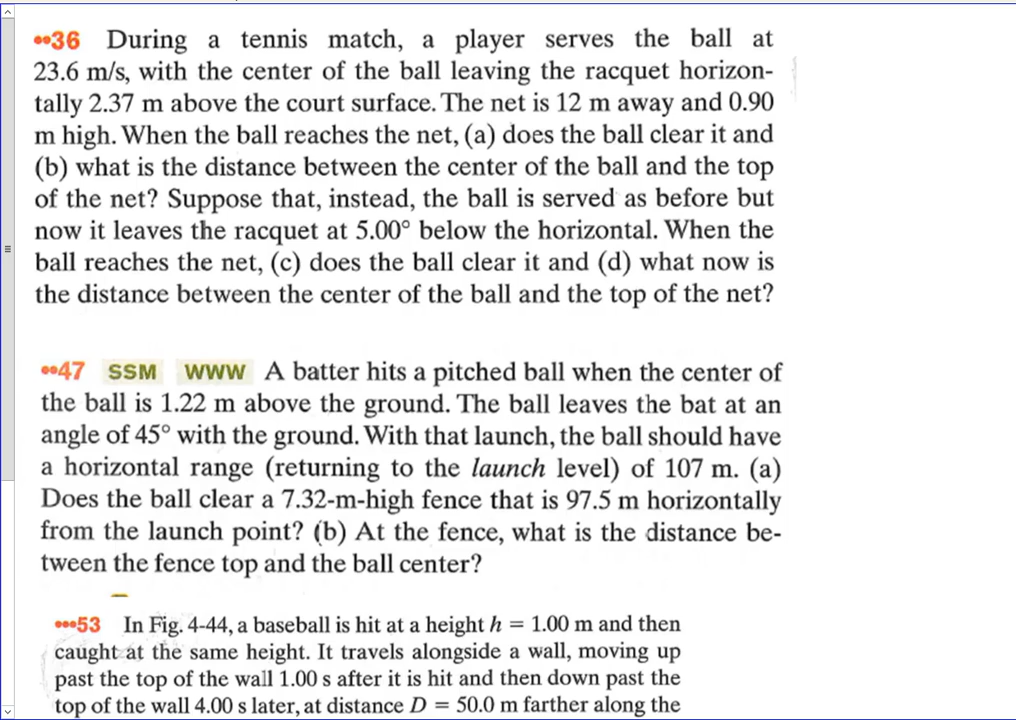 ••36 During a tennis match, a player serves the ball at
23.6 m/s, with the center of the ball leaving the racquet horizon-
tally 2.37 m above the court surface. The net is 12 m away and 0.90
m high. When the ball reaches the net, (a) does the ball clear it and
(b) what is the distance between the center of the ball and the top
of the net? Suppose that, instead, the ball is served as before but
now it leaves the racquet at 5.00° below the horizontal. When the
ball reaches the net, (c) does the ball clear it and (d) what now is
the distance between the center of the ball and the top of the net?
••47 SSM WWW A batter hits a pitched ball when the center of
the ball is 1.22 m above the ground. The ball leaves the bat at an
angle of 45° with the ground. With that launch, the ball should have
a horizontal range (returning to the launch level) of 107 m. (a)
Does the ball clear a 7.32-m-high fence that is 97.5 m horizontally
from the launch point? (b) At the fence, what is the distance be-
tween the fence top and the ball center?
•••53 In Fig. 4-44, a baseball is hit at a height h = 1.00 m and then
caught at the same height. It travels alongside a wall, moving up
past the top of the wall 1.00 s after it is hit and then down past the
top of the wall 4.00 s later, at distance D = 50.0 m farther along the